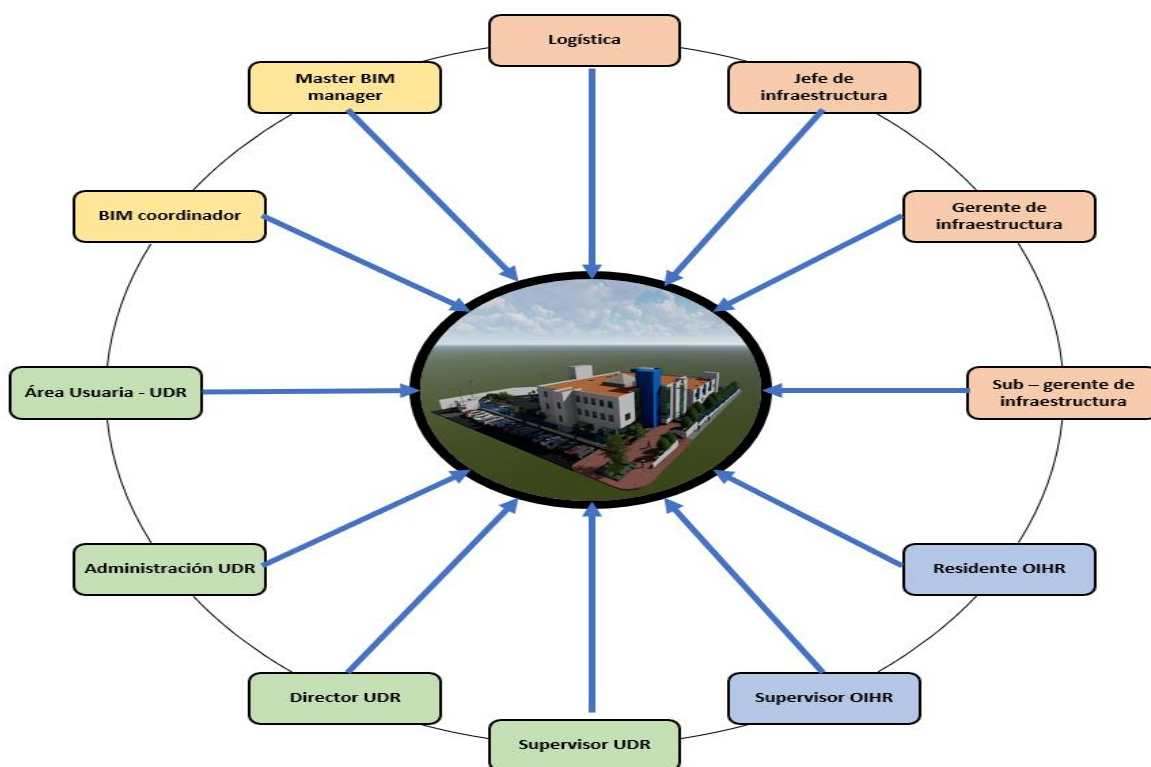 Logística
Master BIM
manager
Jefe de
infraestructura
BIM coordinador
Gerente de
infraestructura
Área Usuaria - UDR
Sub – gerente de
infraestructura
Administración UDR
Residente OIHR
Director UDR
Supervisor OIHR
Supervisor UDR